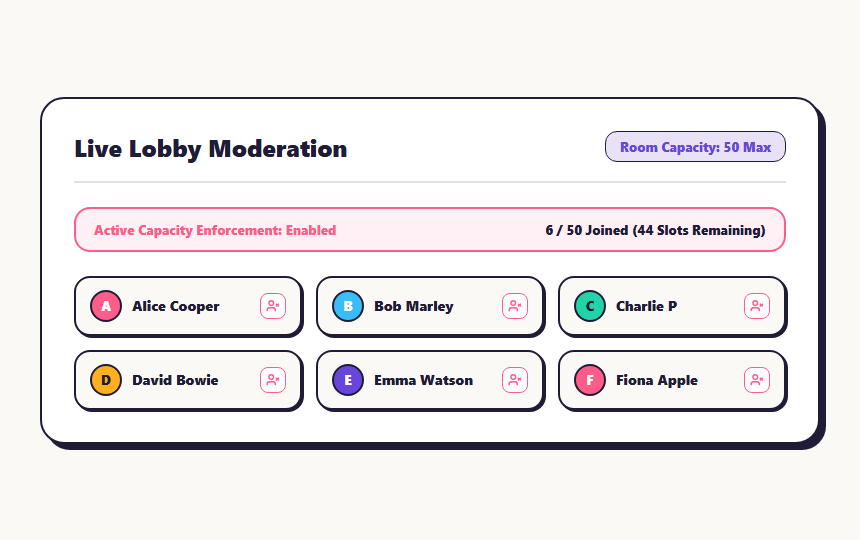 Live Lobby Moderation
Room Capacity: 50 Max
Active Capacity Enforcement: Enabled
6 / 50 Joined (44 Slots Remaining)
A Alice Cooper
B Bob Marley
C Charlie P
D David Bowie
E Emma Watson
F Fiona Apple